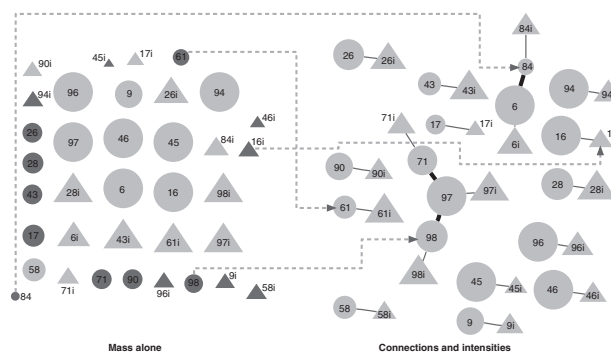 84i
90i
45i
17i
61
26
26i
84
94i
96
9
26i
94
43
43i
94
94
6
46i
71i
17
17i
26
97
46
45
84i
16i
16
1
6i
28
71
90
90i
97i
28
28i
43
28i
6
16
98i
97
61
61i
17
6i
43i
61i
97i
98
96
96i
58
71i
71
90
96i
98
9i
58i
98i
45
45i
46
46i
84
58
58i
9
9i
Mass alone
Connections and intensities